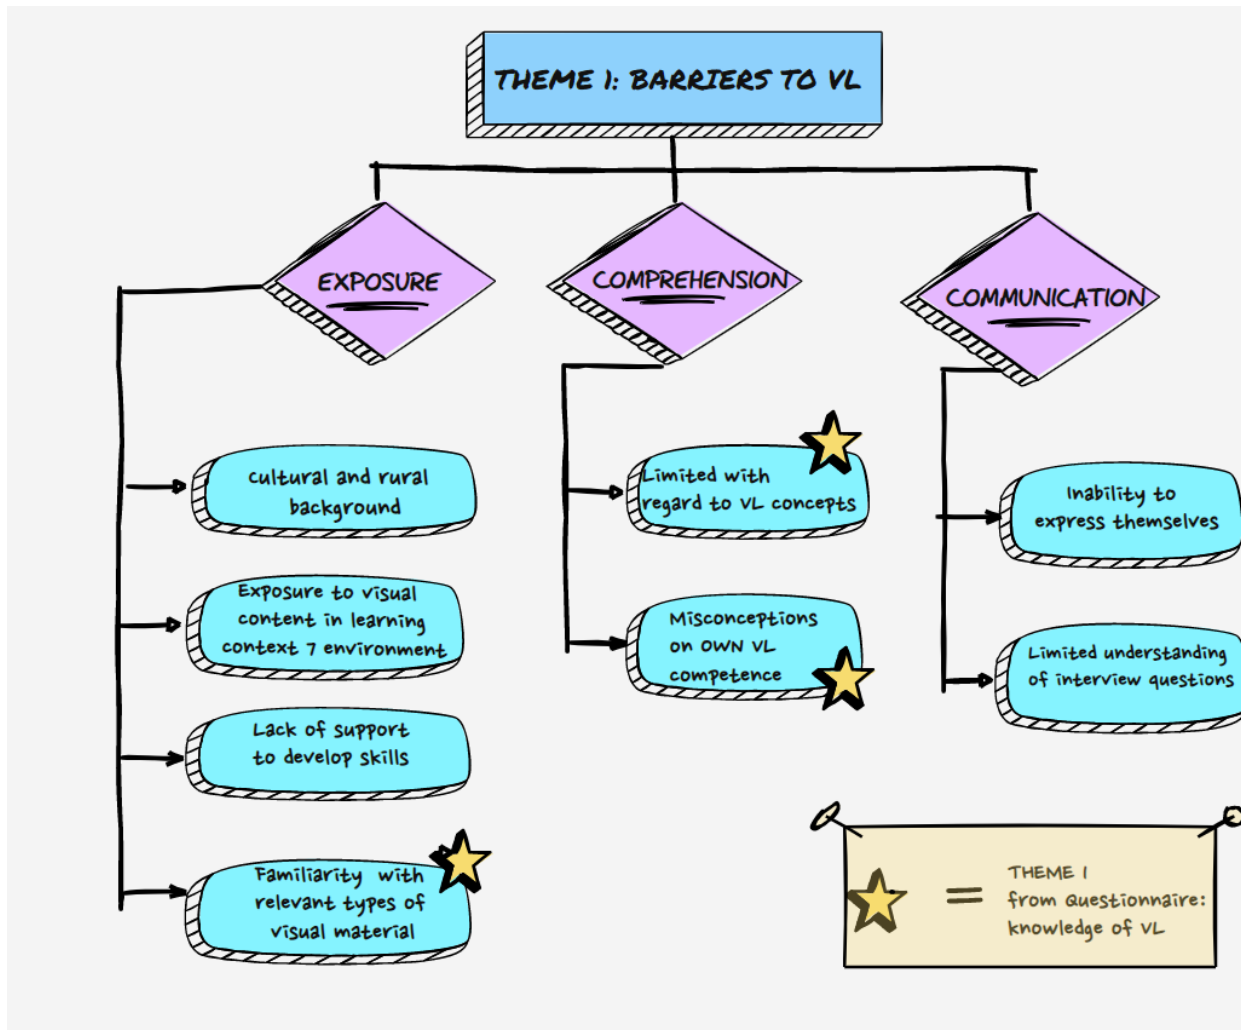 THEME 1: BARRIERS TO VL
EXPOSURE
COMPREHENSION
COMMUNICATION
Cultural and rural
background
Exposure to visual
content in learning
context 7 environment
Lack of support
to develop skills
Familiarity with
relevant types of
visual material
Limited with
regard to VL concepts
Misconceptions
on OWN VL
competence
Inability to
express themselves
Limited understanding
of interview questions
=
THEME 1
from Questionnaire:
knowledge of VL